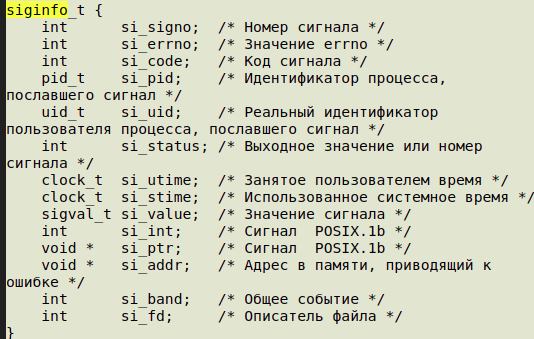 siginfo_t {
    int      si_signo;  /* Номер сигнала */
    int      si_errno;  /* Значение errno */
    int      si_code;   /* Код сигнала */
    pid_t    si_pid;    /* Идентификатор процесса,
пославшего сигнал */
    uid_t    si_uid;    /* Реальный идентификатор
пользователя процесса, пославшего сигнал */
    int      si_status; /* Выходное значение или номер
сигнала */
    clock_t  si_utime;  /* Занятое пользователем время */
    clock_t  si_stime;  /* Использованное системное время */
    sigval_t si_value;  /* Значение сигнала */
    int      si_int;    /* Сигнал  POSIX.1b */
    void *   si_ptr;    /* Сигнал  POSIX.1b */
    void *   si_addr;   /* Адрес в памяти, приводящий к
ошибке */
    int      si_band;   /* Общее событие */
    int      si_fd;     /* Описатель файла */
}